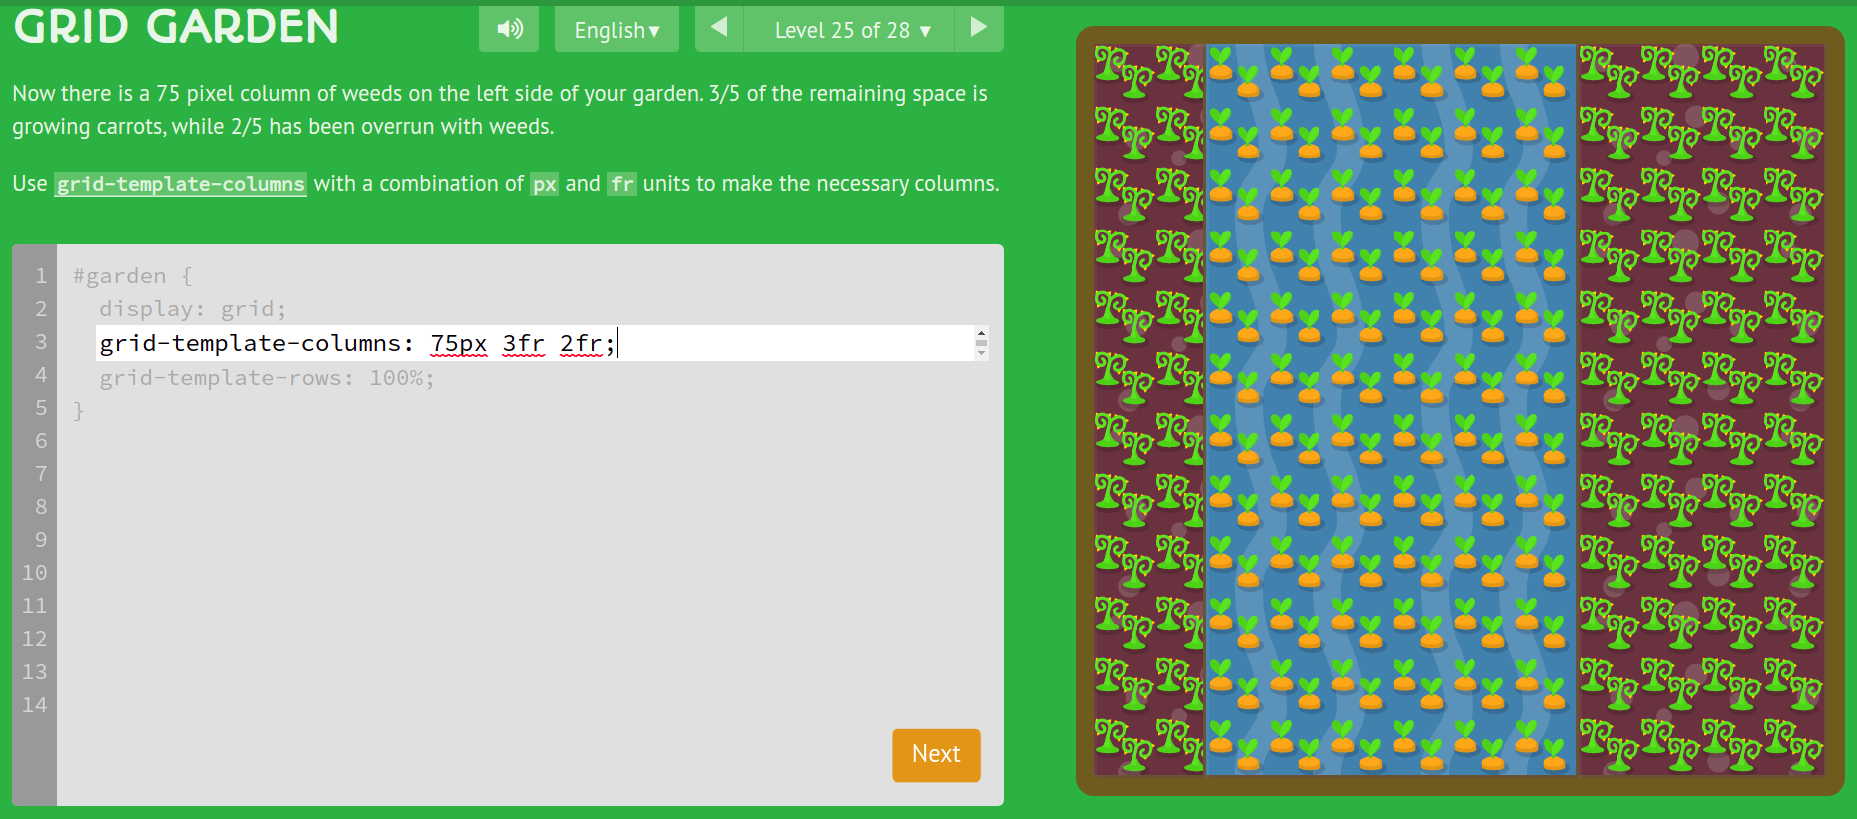 GRID GARDEN
English▾
Level 25 of 28 ▾
Now there is a 75 pixel column of weeds on the left side of your garden. 3/5 of the remaining space is
growing carrots, while 2/5 has been overrun with weeds.
Use grid-template-columns with a combination of px and fr units to make the necessary columns.
1 #garden {
2 display: grid;
3 grid-template-columns: 75px 3fr 2fr;
4 grid-template-rows: 100%;
5 }
6
7
8
9
10
11
12
13
14
Next